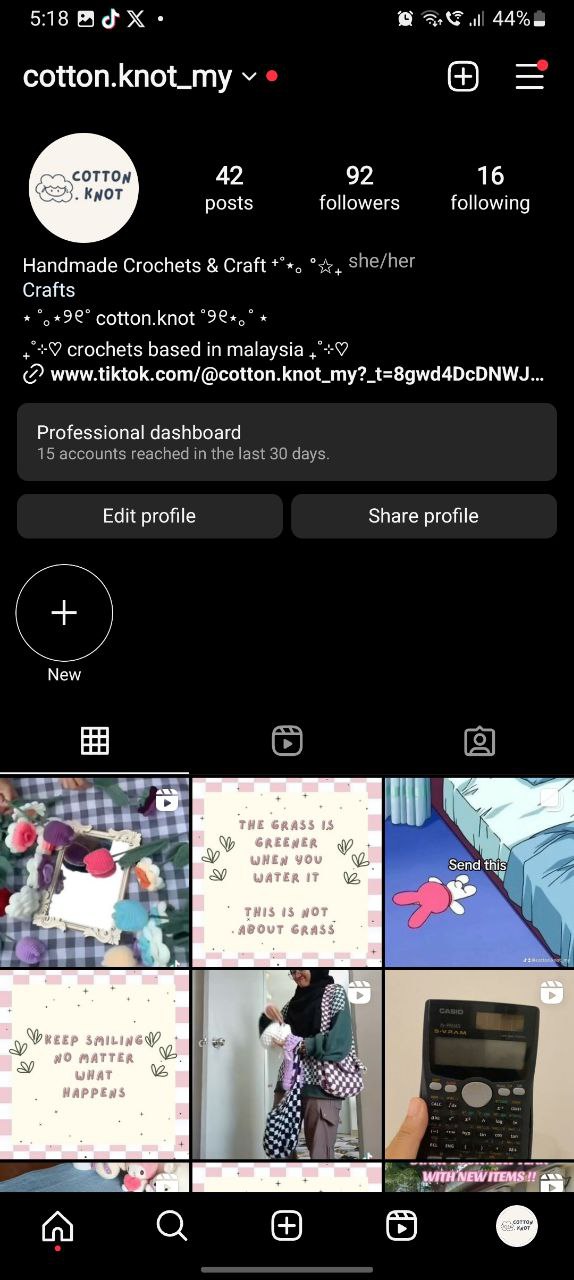 5:18
44%
cotton.knot_my
COTTON
. KNOT
42
posts
92
followers
16
following
Handmade Crochets & Craft ⁺˚⋆｡ °☆₊ she/her
Crafts
⋆ ˚｡⋆୨୧˚ cotton.knot ˚୨୧⋆｡˚ ⋆
₊˚⊹♡ crochets based in malaysia ₊˚⊹♡
www.tiktok.com/@cotton.knot_my?_t=8gwd4DcDNWJ...
Professional dashboard
15 accounts reached in the last 30 days.
Edit profile
Share profile
New
THE GRASS IS
GREENER
WHEN YOU
WATER IT
THIS IS NOT
ABOUT GRASS
Send this
KEEP SMILING
NO MATTER
WHAT
HAPPENS
CASIO
S-V.P.A.M.
WITH NEW ITEMS !!
COTTON
KNOT